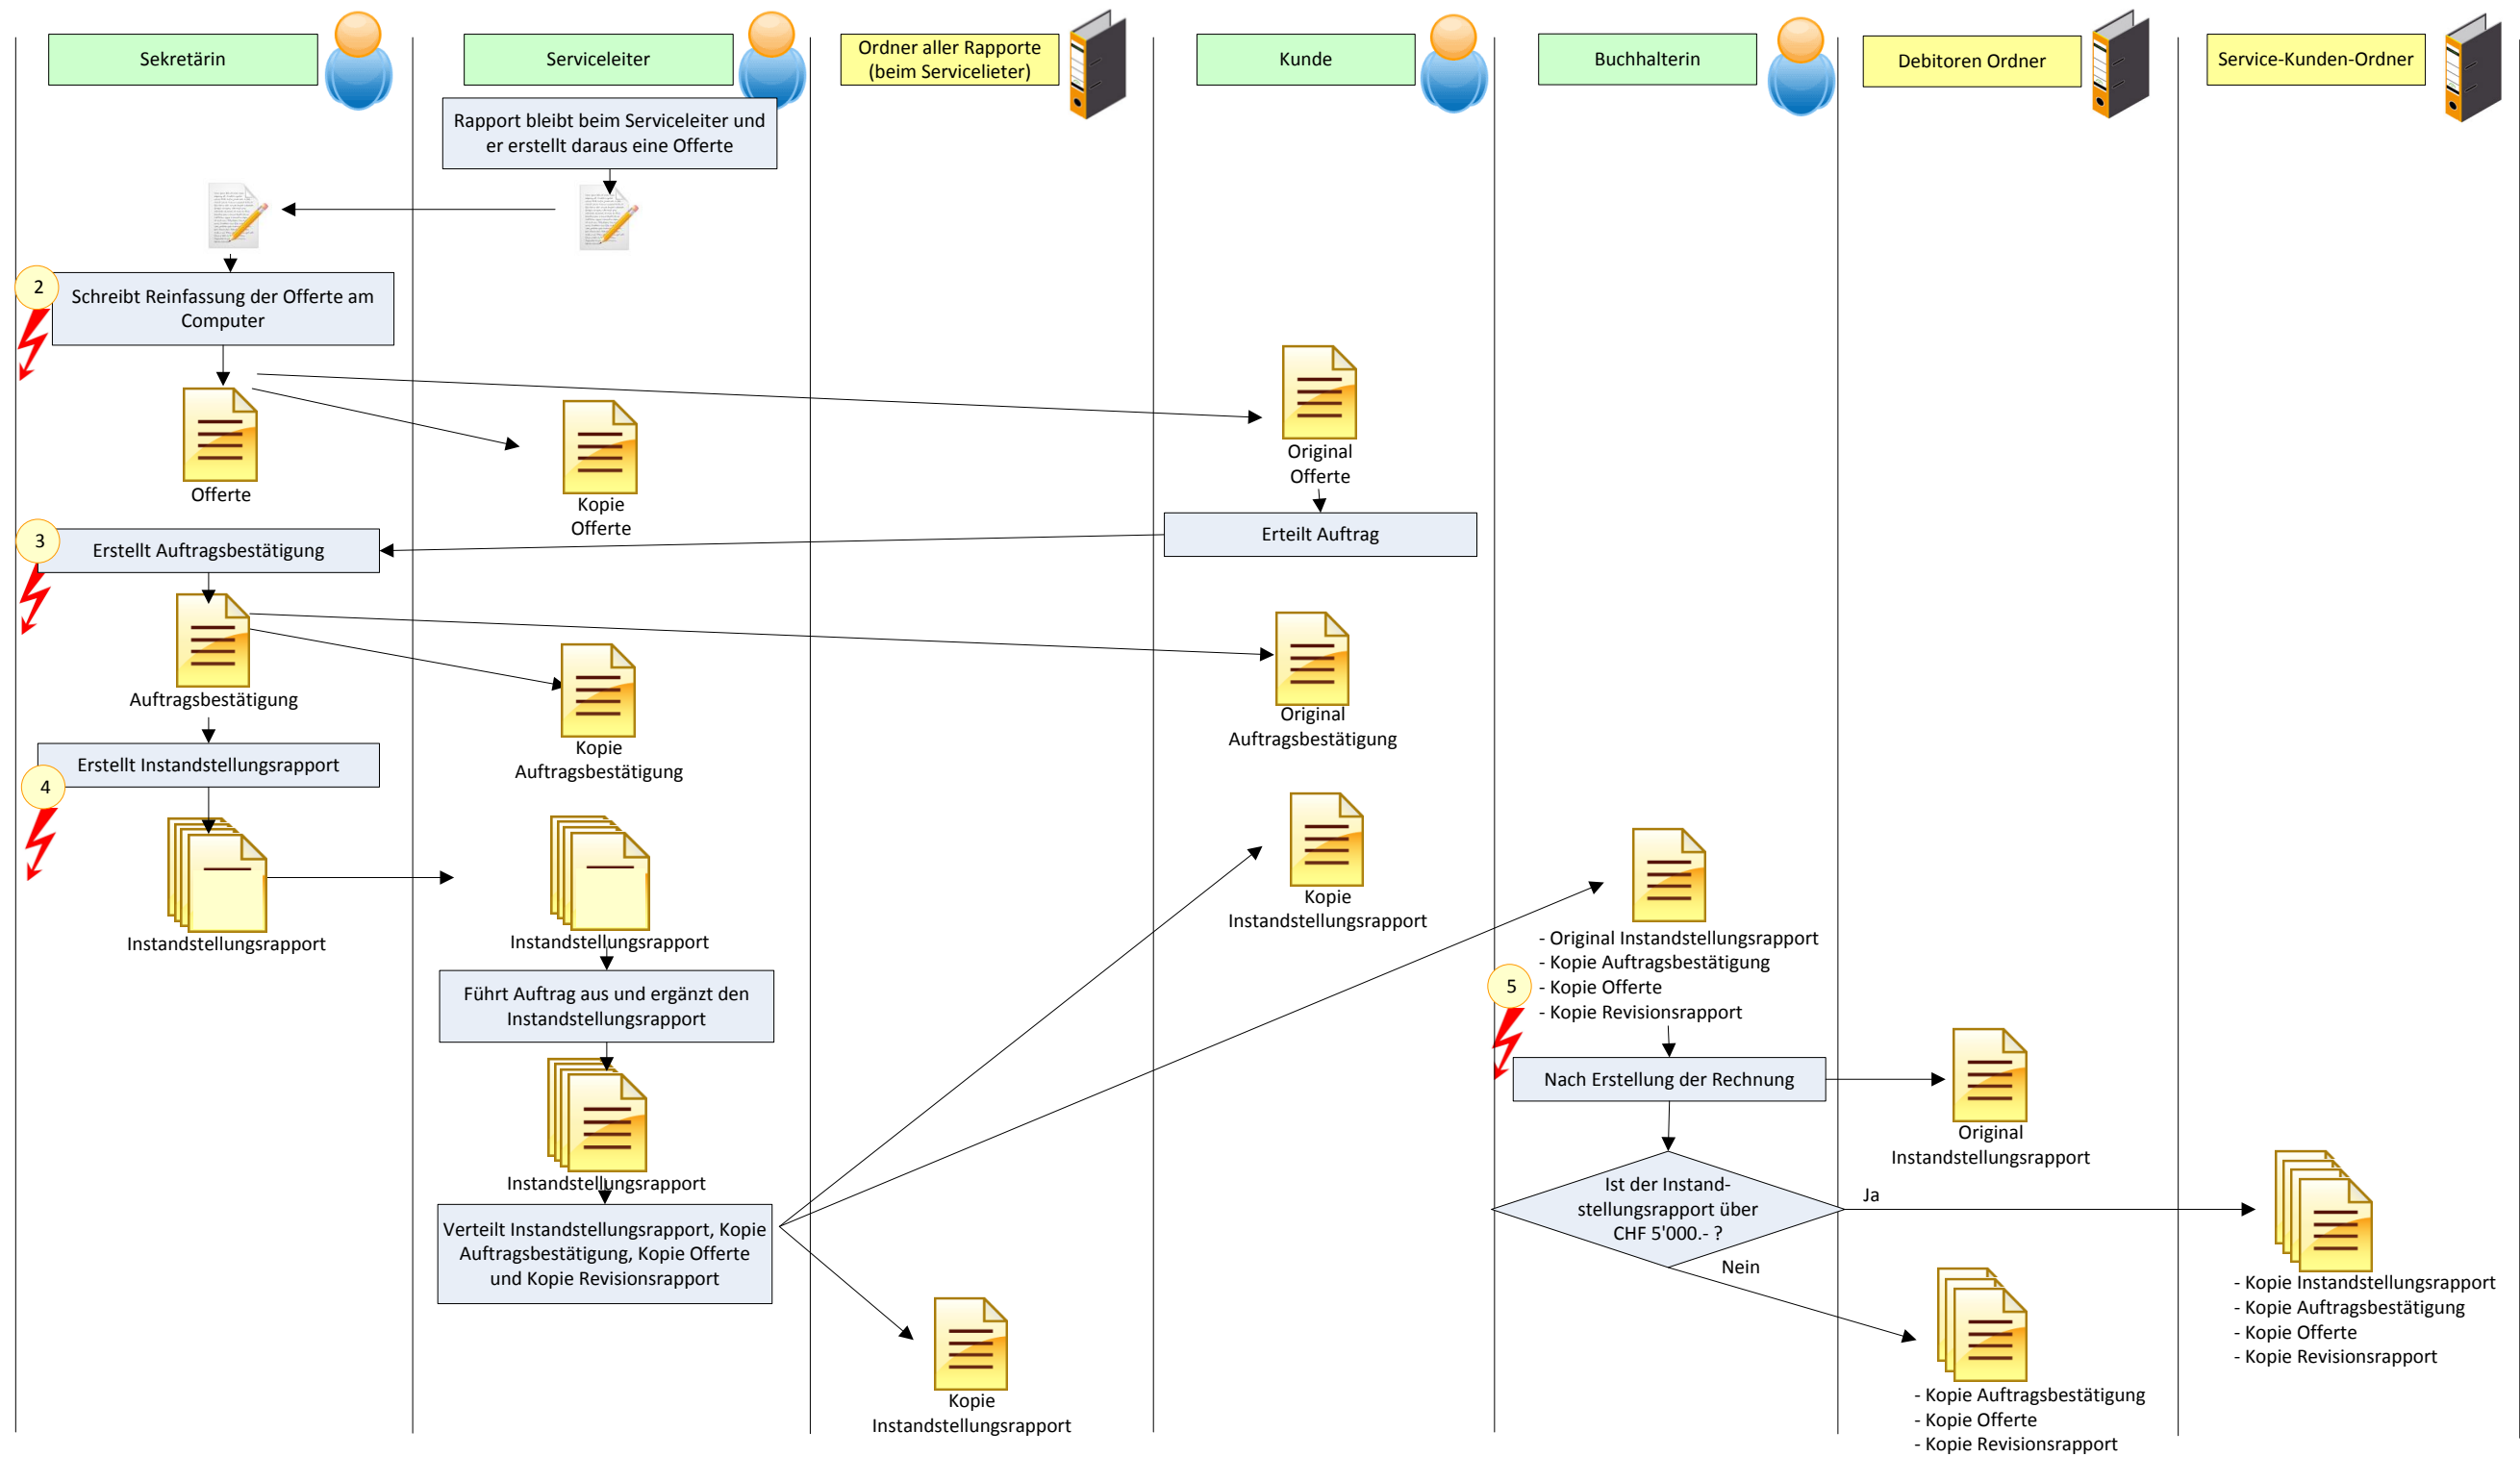 Sekretärin
Serviceleiter
Ordner aller Rapporte
(beim Servicelieter)
Kunde
Buchhalterin
Debitoren Ordner
Service-Kunden-Ordner
Rapport bleibt beim Serviceleiter und
er erstellt daraus eine Offerte
2
Schreibt Reinfassung der Offerte am
Computer
Offerte
Kopie
Offerte
Original
Offerte
Erteilt Auftrag
3
Erstellt Auftragsbestätigung
Auftragsbestätigung
Kopie
Auftragsbestätigung
Original
Auftragsbestätigung
Erstellt Instandstellungsrapport
4
Instandstellungsrapport
Instandstellungsrapport
Führt Auftrag aus und ergänzt den
Instandstellungsrapport
Instandstellungsrapport
Verteilt Instandstellungsrapport, Kopie
Auftragsbestätigung, Kopie Offerte
und Kopie Revisionsrapport
Kopie
Instandstellungsrapport
Kopie
Instandstellungsrapport
- Original Instandstellungsrapport
- Kopie Auftragsbestätigung
- Kopie Offerte
- Kopie Revisionsrapport
5
Nach Erstellung der Rechnung
Original
Instandstellungsrapport
Ist der Instand-
stellungsrapport über
CHF 5'000.- ?
Ja
Nein
- Kopie Instandstellungsrapport
- Kopie Auftragsbestätigung
- Kopie Offerte
- Kopie Revisionsrapport
- Kopie Auftragsbestätigung
- Kopie Offerte
- Kopie Revisionsrapport